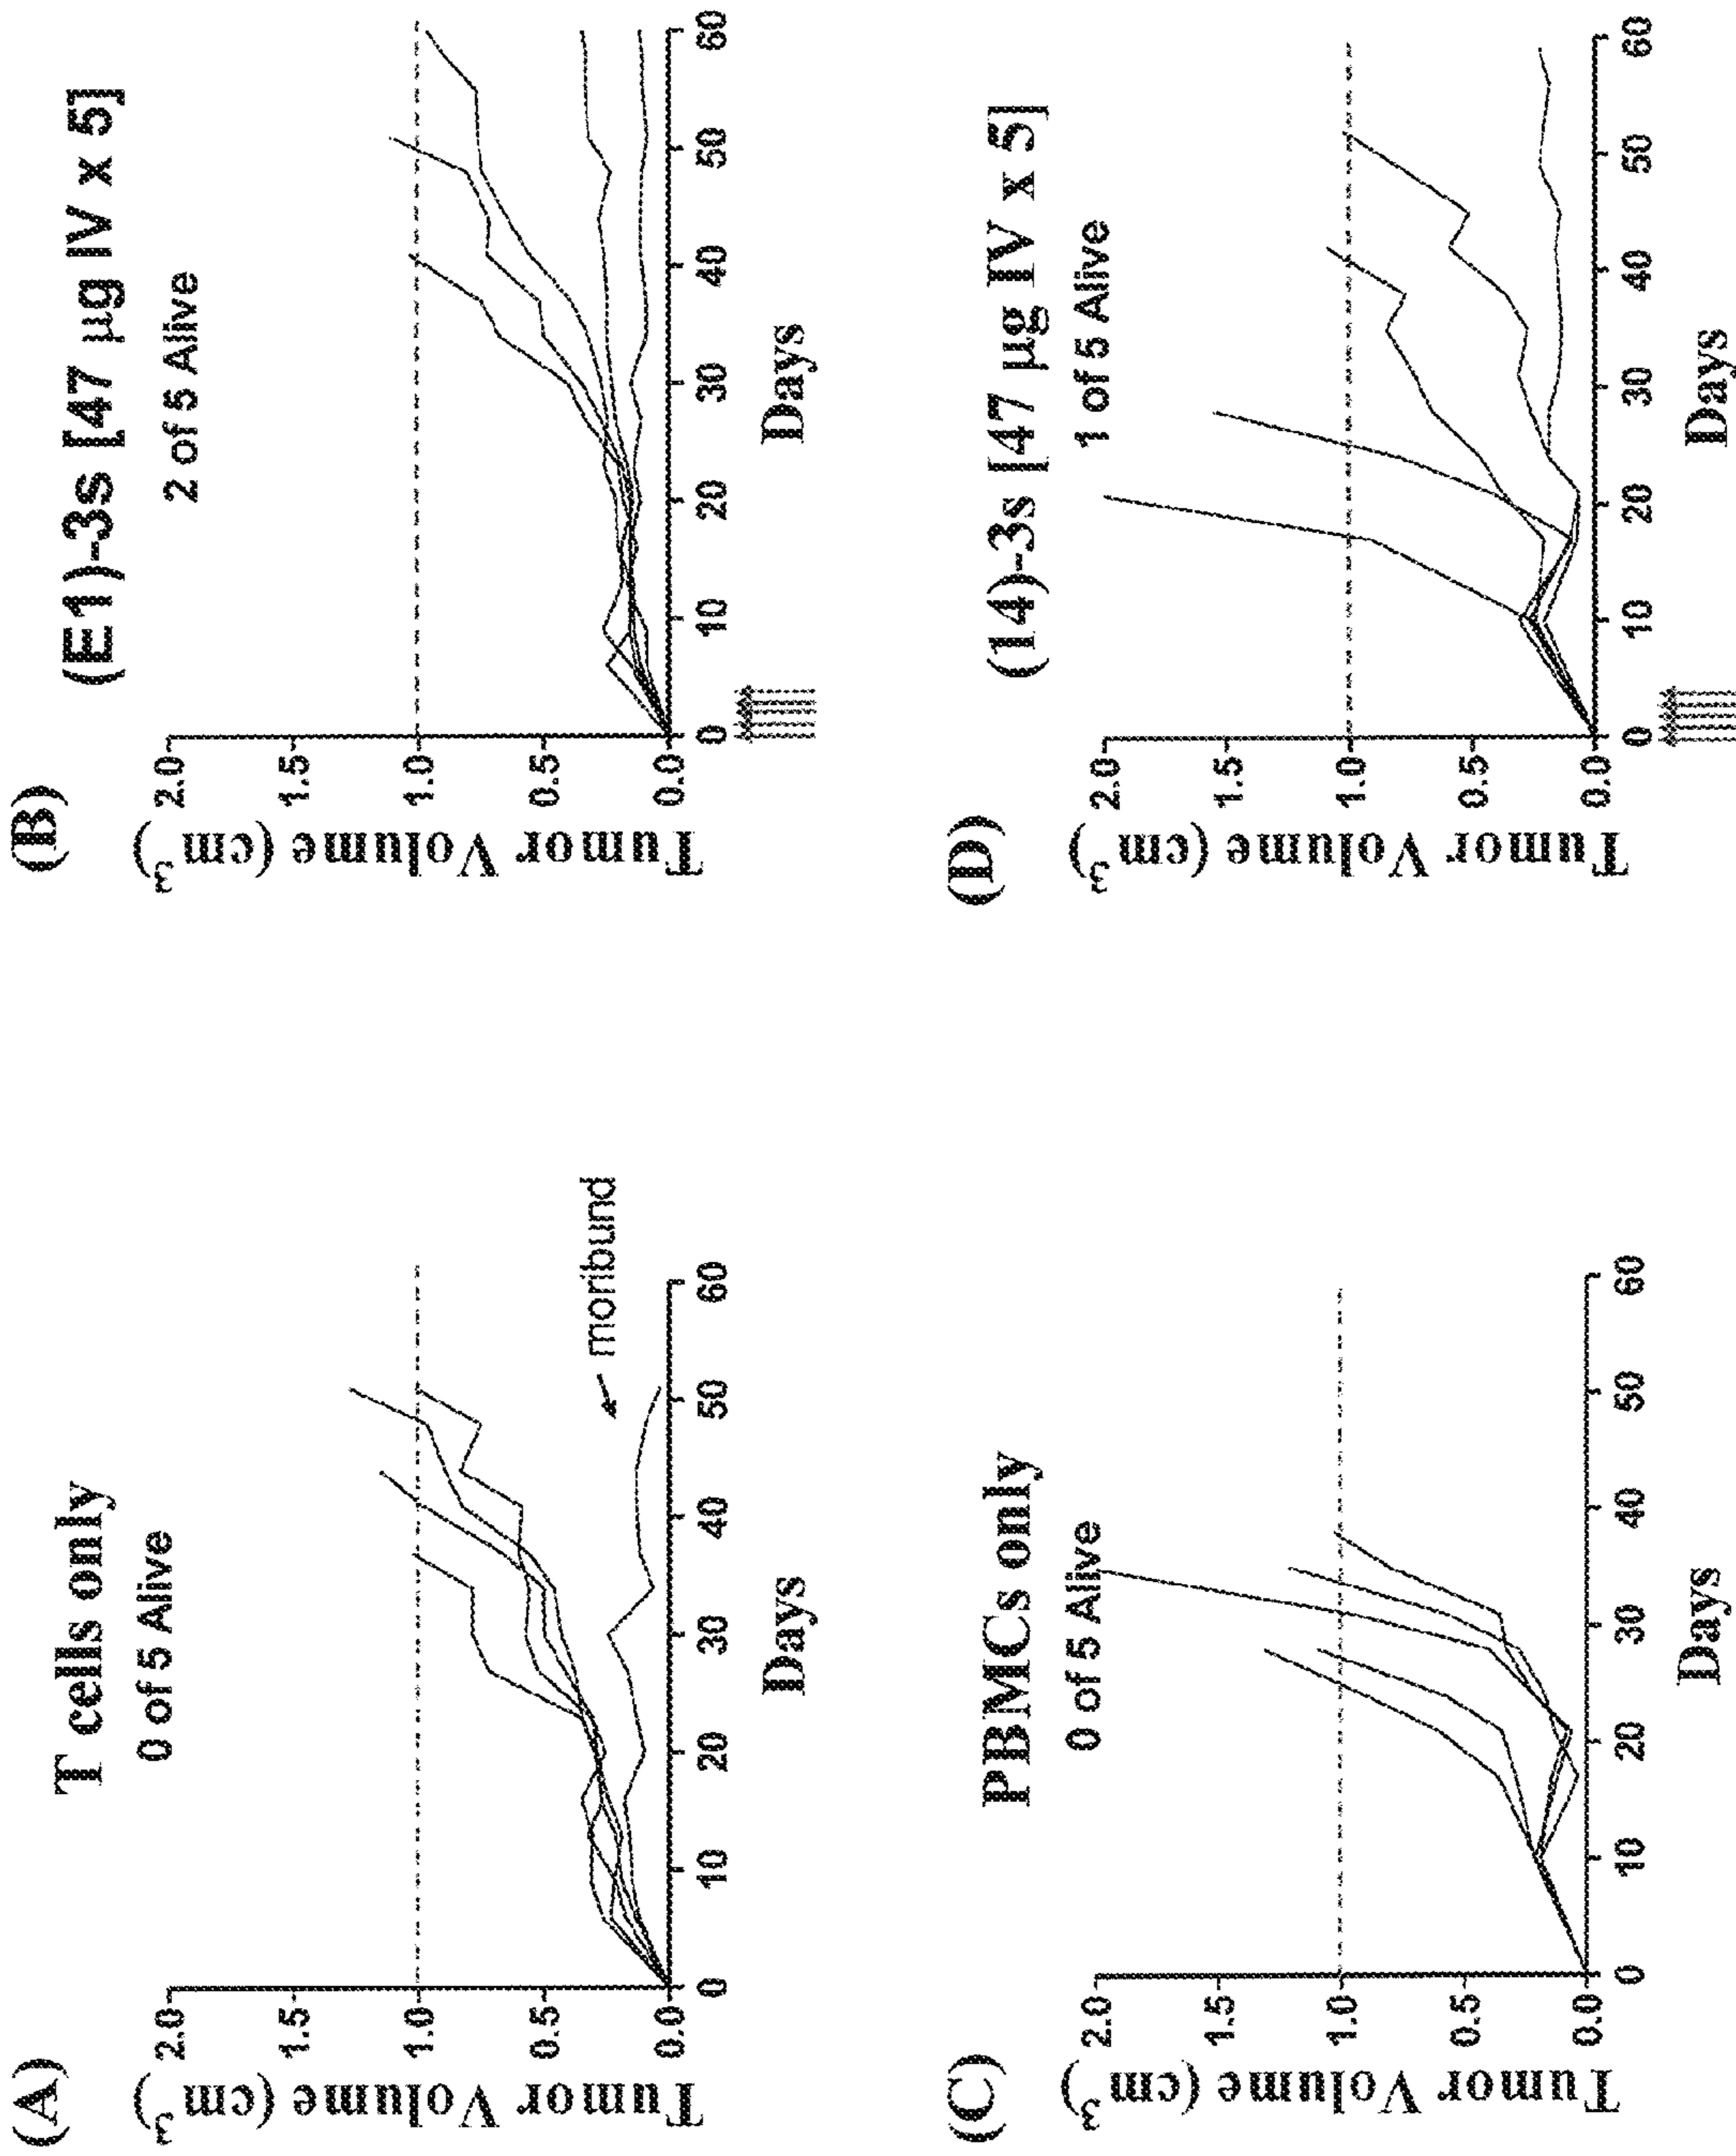 (A)
T cells only
0 of 5 Alive
Tumor Volume (cm³)
2.0
1.5
1.0
0.5
0.0
moribund
0 10 20 30 40 50 60
Days
(B)
(E1)-3s [47 µg IV x 5]
2 of 5 Alive
Tumor Volume (cm³)
2.0
1.5
1.0
0.5
0.0
0 10 20 30 40 50 60
Days
(C)
PBMCs only
0 of 5 Alive
Tumor Volume (cm³)
2.0
1.5
1.0
0.5
0.0
0 10 20 30 40 50 60
Days
(D)
(14)-3s [47 µg IV x 5]
1 of 5 Alive
Tumor Volume (cm³)
2.0
1.5
1.0
0.5
0.0
0 10 20 30 40 50 60
Days